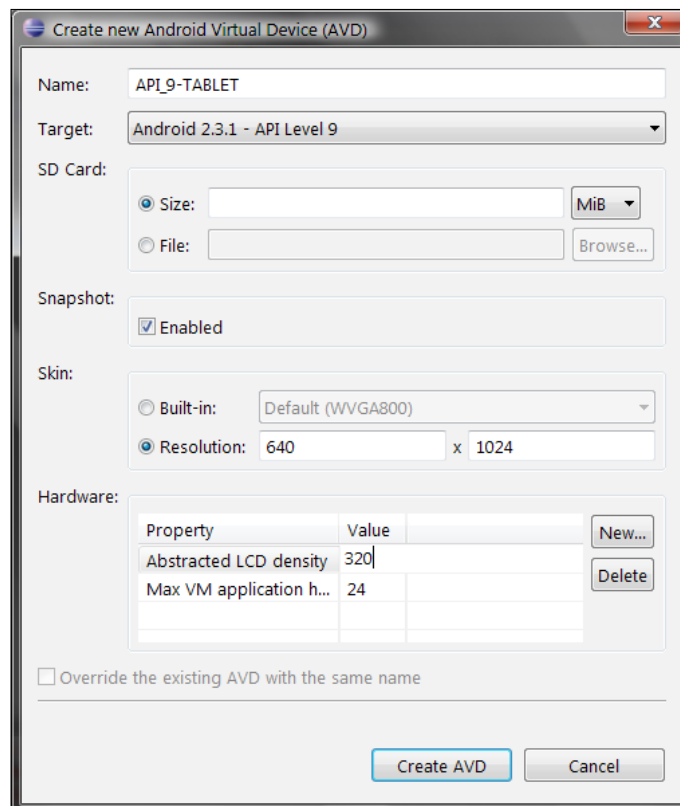 Create new Android Virtual Device (AVD)
Name: API_9-TABLET
Target: Android 2.3.1 - API Level 9
SD Card:
Size: MiB
File: Browse...
Snapshot:
Enabled
Skin:
Built-in: Default (WVGA800)
Resolution: 640 x 1024
Hardware:
Property Value New...
Abstracted LCD density 320
Max VM application h... 24 Delete
Override the existing AVD with the same name
Create AVD Cancel